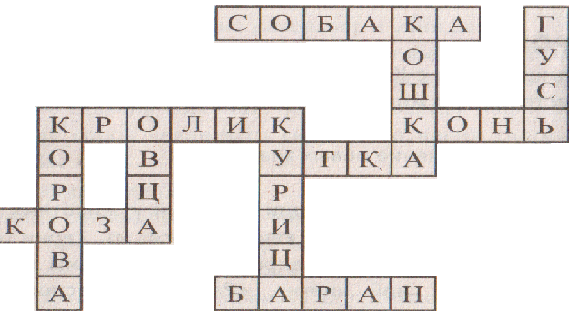 СОБАКА Г
О У
Ш С
КРОЛИК КОНЬ
О В УТКА
Р Ц Р
КОЗА И
В Ц
А БАРАН